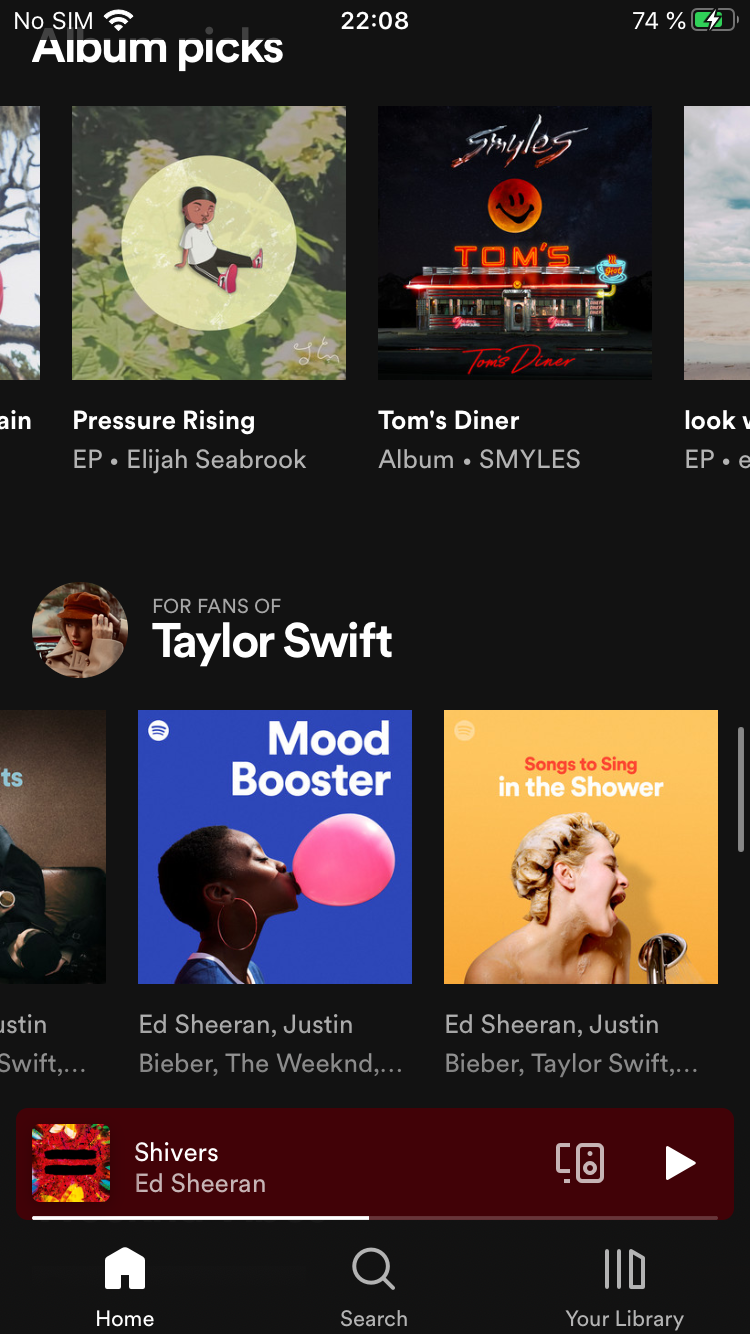 No SIM 22:08 74 %
Album picks
smyles
TOM'S
Hot
Tom's Diner
ain
Pressure Rising
Tom's Diner
EP • Elijah Seabrook
Album • SMYLES
look
EP • e
FOR FANS OF
Taylor Swift
ts
Mood
Booster
Songs to Sing
in the Shower
ustin
Swift,...
Ed Sheeran, Justin
Bieber, The Weeknd,...
Ed Sheeran, Justin
Bieber, Taylor Swift,...
Shivers
Ed Sheeran
Home
Search
Your Library